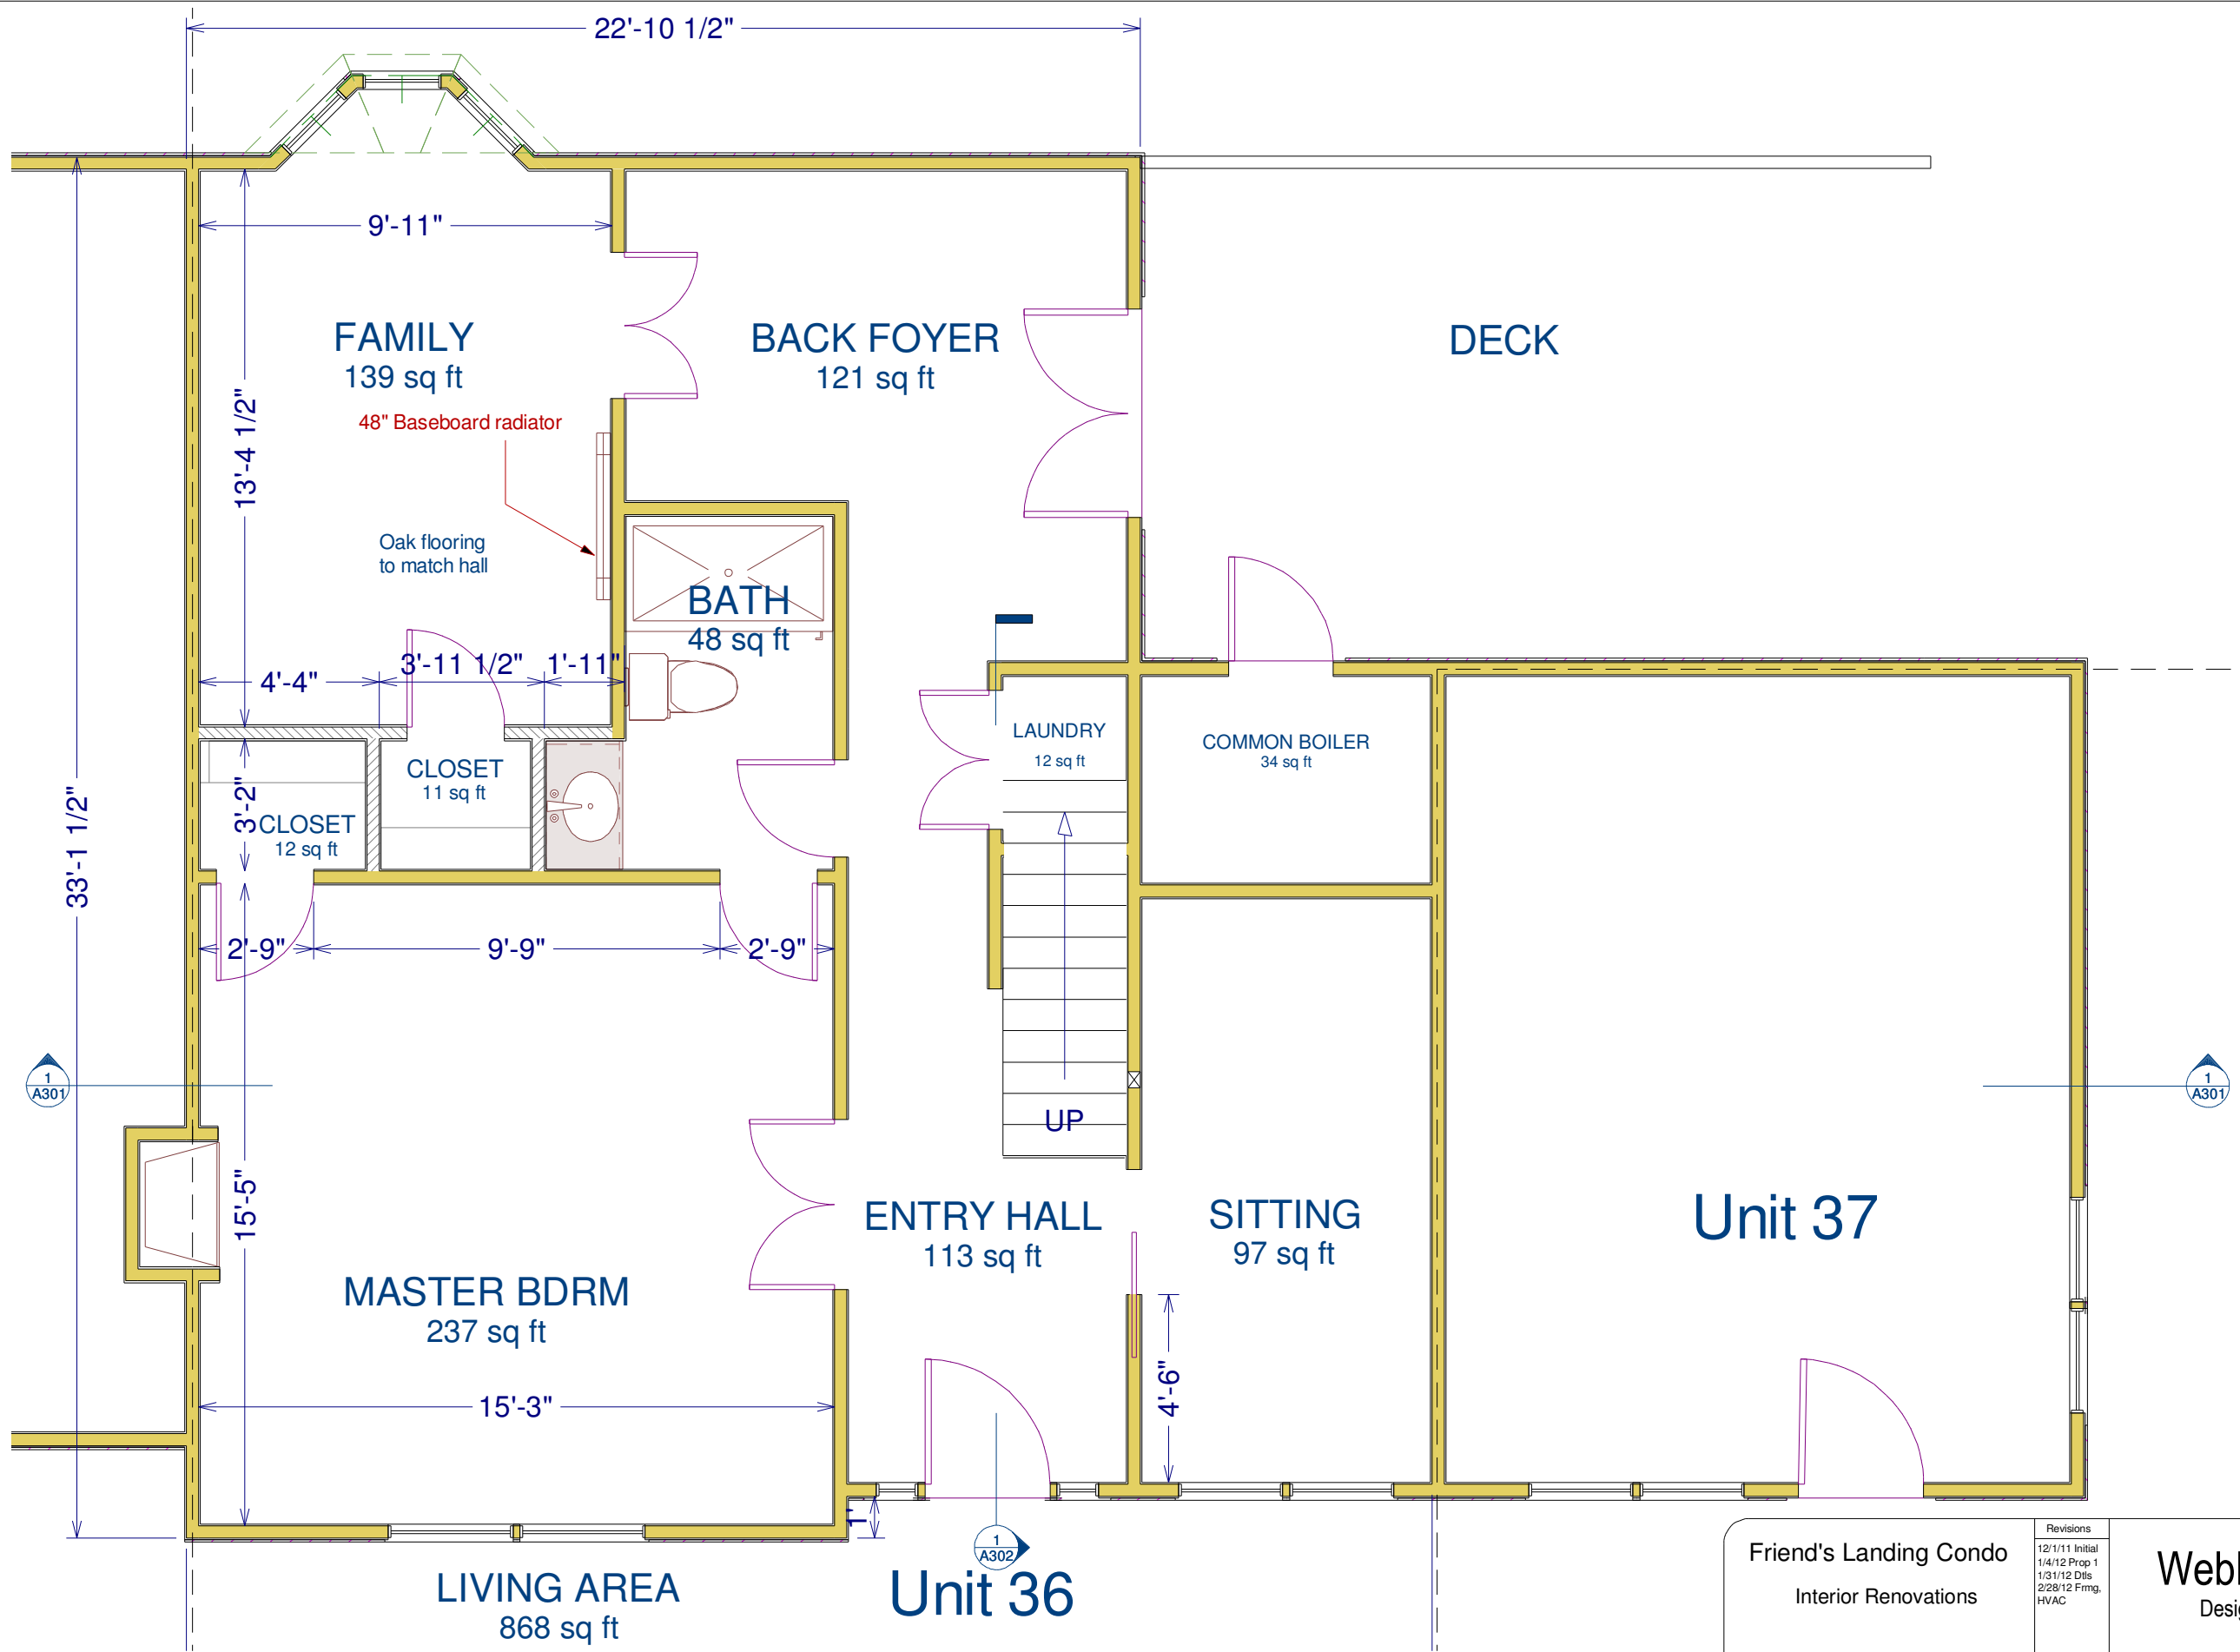 22'-10 1/2"
9'-11"
FAMILY
139 sq ft
BACK FOYER
121 sq ft
DECK
48" Baseboard radiator
13'-4 1/2"
Oak flooring
to match hall
BATH
48 sq ft
4'-4"
3'-11 1/2"
1'-11"
LAUNDRY
12 sq ft
COMMON BOILER
34 sq ft
CLOSET
11 sq ft
3'-2"
CLOSET
12 sq ft
33'-1 1/2"
2'-9"
9'-9"
2'-9"
1
A301
1
A301
UP
15'-5"
ENTRY HALL
113 sq ft
SITTING
97 sq ft
Unit 37
MASTER BDRM
237 sq ft
15'-3"
4'-6"
1'
1
A302
LIVING AREA
868 sq ft
Unit 36
Friend's Landing Condo
Interior Renovations
Revisions
12/1/11 Initial
1/4/12 Prop 1
1/31/12 Dtls
2/28/12 Frmg,
HVAC